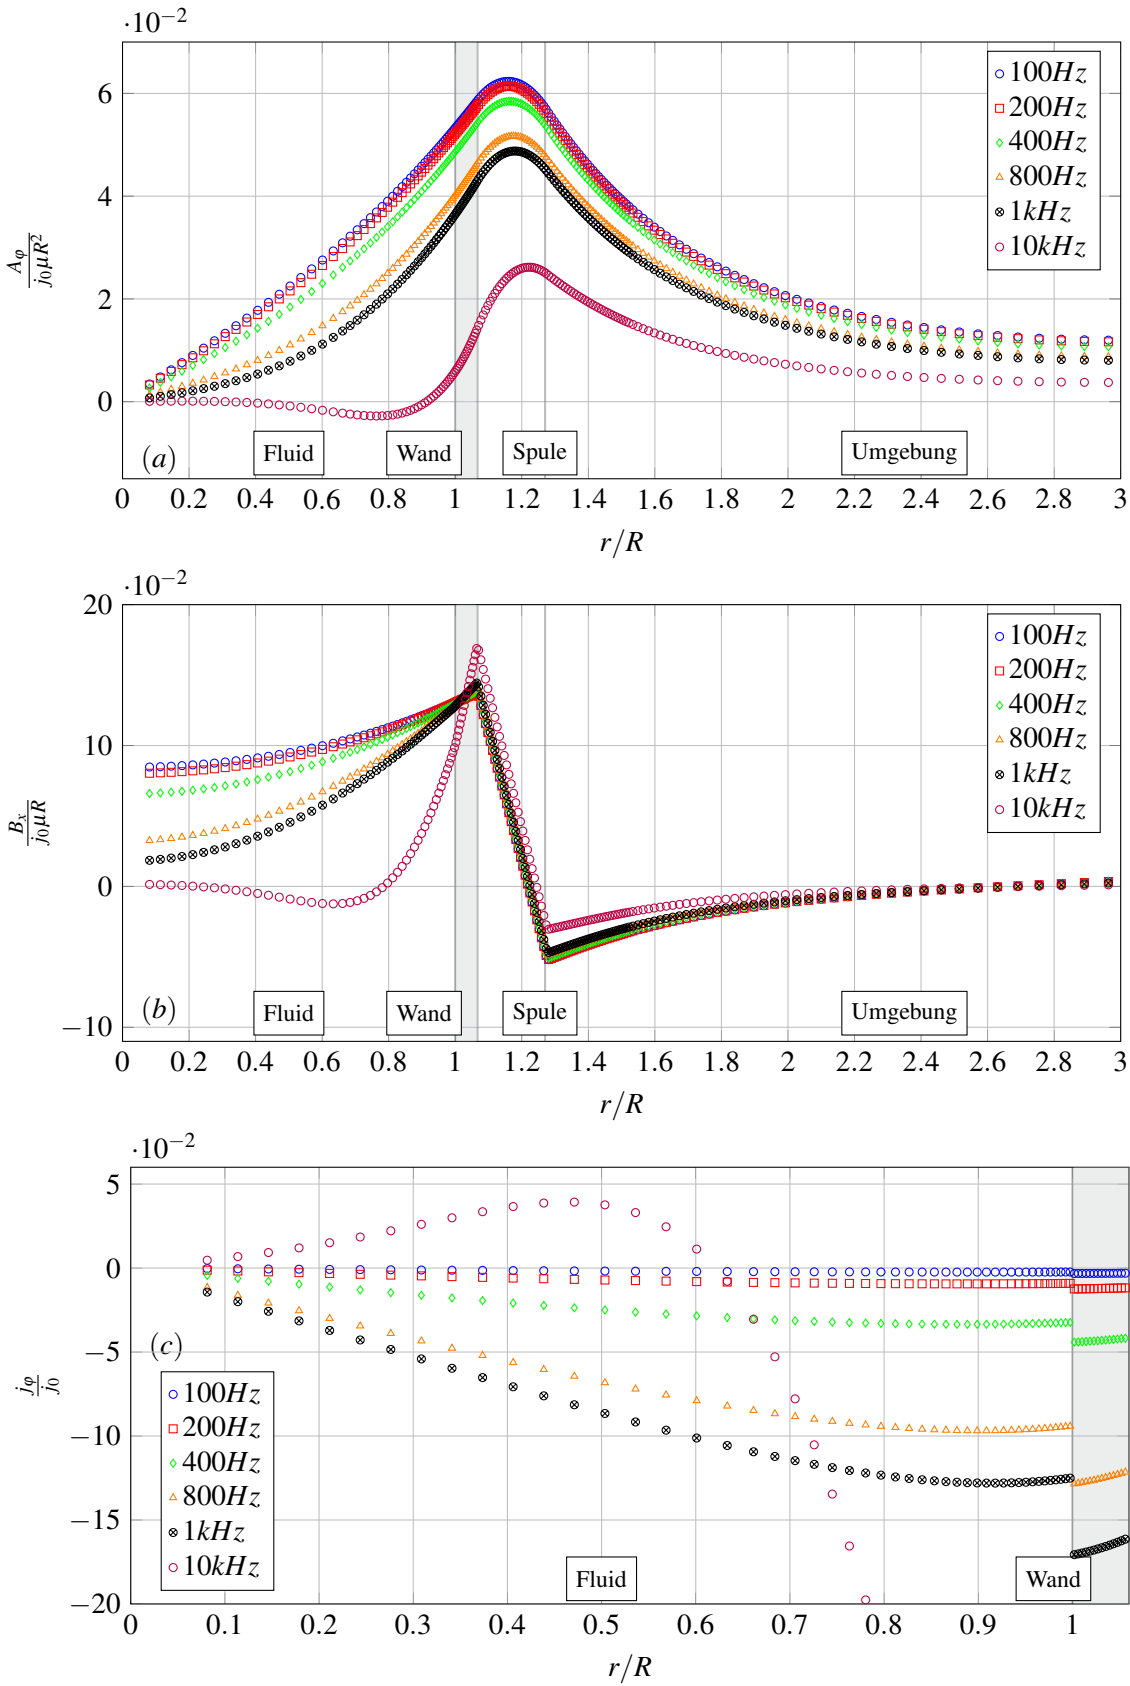 ·10⁻²
6
4
2
0
A_φ / j₀μR²
100Hz
200Hz
400Hz
800Hz
1kHz
10kHz
(a) Fluid Wand Spule Umgebung
0 0.2 0.4 0.6 0.8 1 1.2 1.4 1.6 1.8 2 2.2 2.4 2.6 2.8 3
r/R
·10⁻²
20
10
0
−10
B_x / j₀μR
100Hz
200Hz
400Hz
800Hz
1kHz
10kHz
(b) Fluid Wand Spule Umgebung
0 0.2 0.4 0.6 0.8 1 1.2 1.4 1.6 1.8 2 2.2 2.4 2.6 2.8 3
r/R
·10⁻²
5
0
−5
−10
−15
−20
j_φ / j₀
(c)
100Hz
200Hz
400Hz
800Hz
1kHz
10kHz
Fluid Wand
0 0.1 0.2 0.3 0.4 0.5 0.6 0.7 0.8 0.9 1
r/R